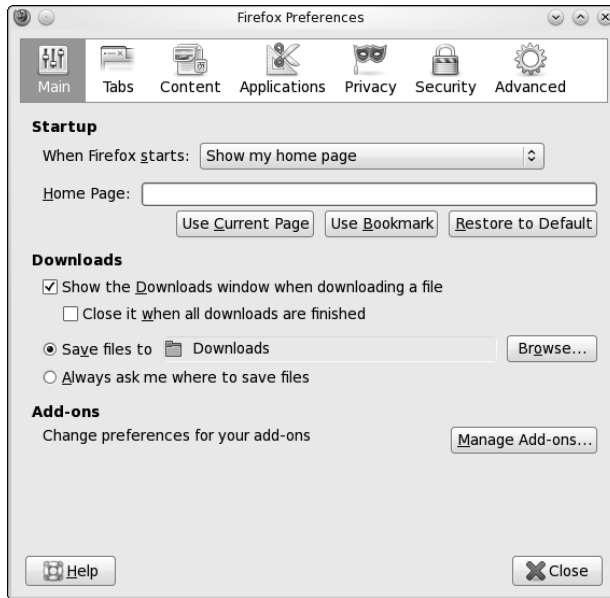 Firefox Preferences
Main Tabs Content Applications Privacy Security Advanced
Startup
When Firefox starts: Show my home page
Home Page:
Use Current Page Use Bookmark Restore to Default
Downloads
Show the Downloads window when downloading a file
Close it when all downloads are finished
Save files to Downloads Browse...
Always ask me where to save files
Add-ons
Change preferences for your add-ons Manage Add-ons...
Help Close